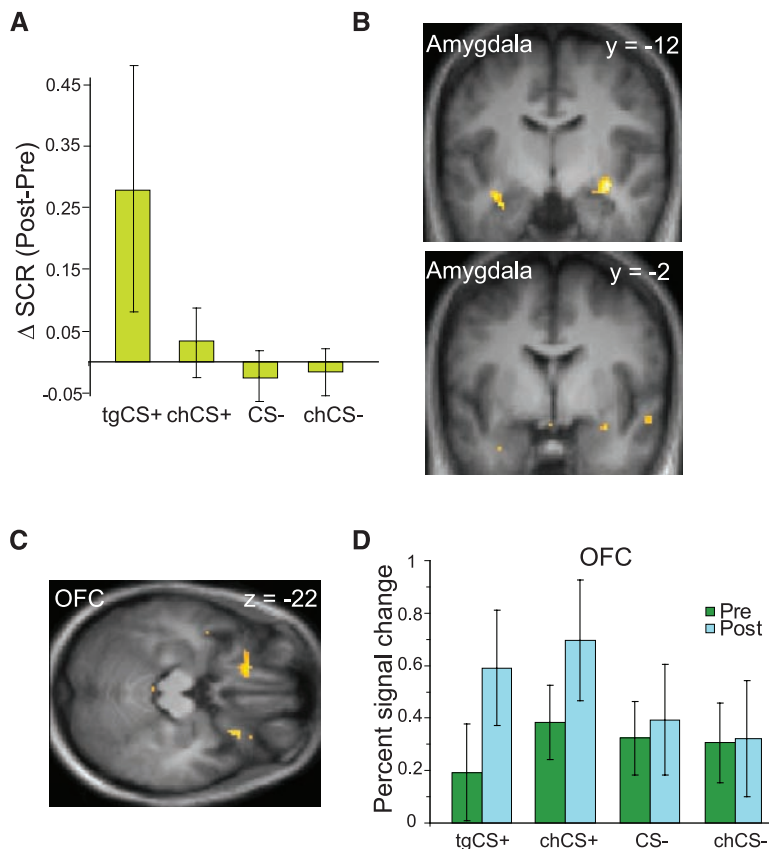 A
Δ SCR (Post-Pre)
0.45
0.25
0.15
0.05
-0.05
tgCS+ chCS+ CS- chCS-
B
Amygdala y = -12
Amygdala y = -2
C
OFC z = -22
D
OFC
Percent signal change
1
0.8
0.6
0.4
0.2
0
Pre
Post
tgCS+ chCS+ CS- chCS-